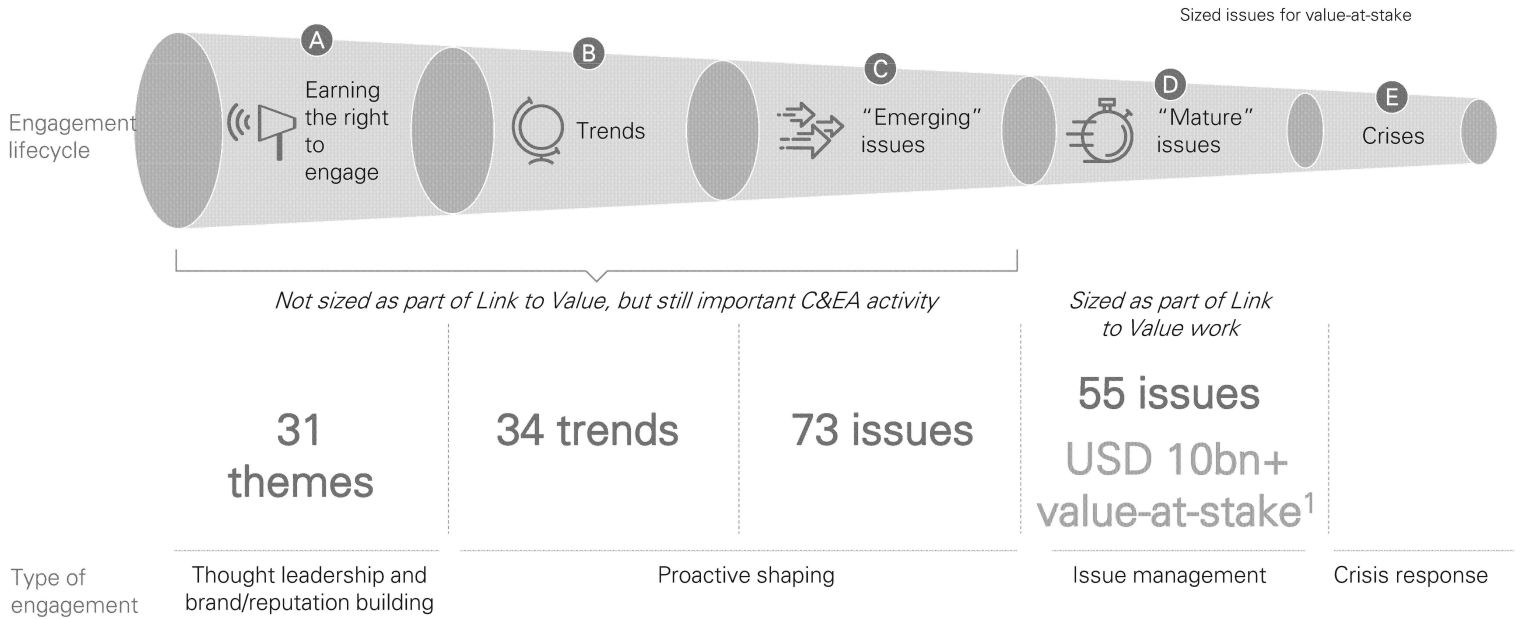 Sized issues for value-at-stake
A
B
C
D
E
Engagement
lifecycle
Earning
the right
to
engage
Trends
“Emerging”
issues
“Mature”
issues
Crises
Not sized as part of Link to Value, but still important C&EA activity
Sized as part of Link
to Value work
31
themes
34 trends
73 issues
55 issues
USD 10bn+
value-at-stake¹
Type of
engagement
Thought leadership and
brand/reputation building
Proactive shaping
Issue management
Crisis response